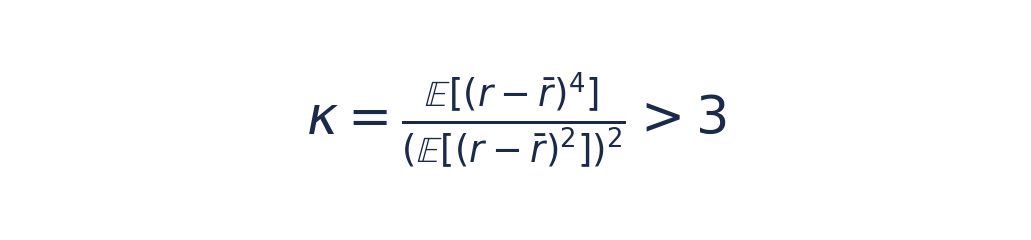 κ = 𝔼[(r − r̄)⁴] / (𝔼[(r − r̄)²])² > 3